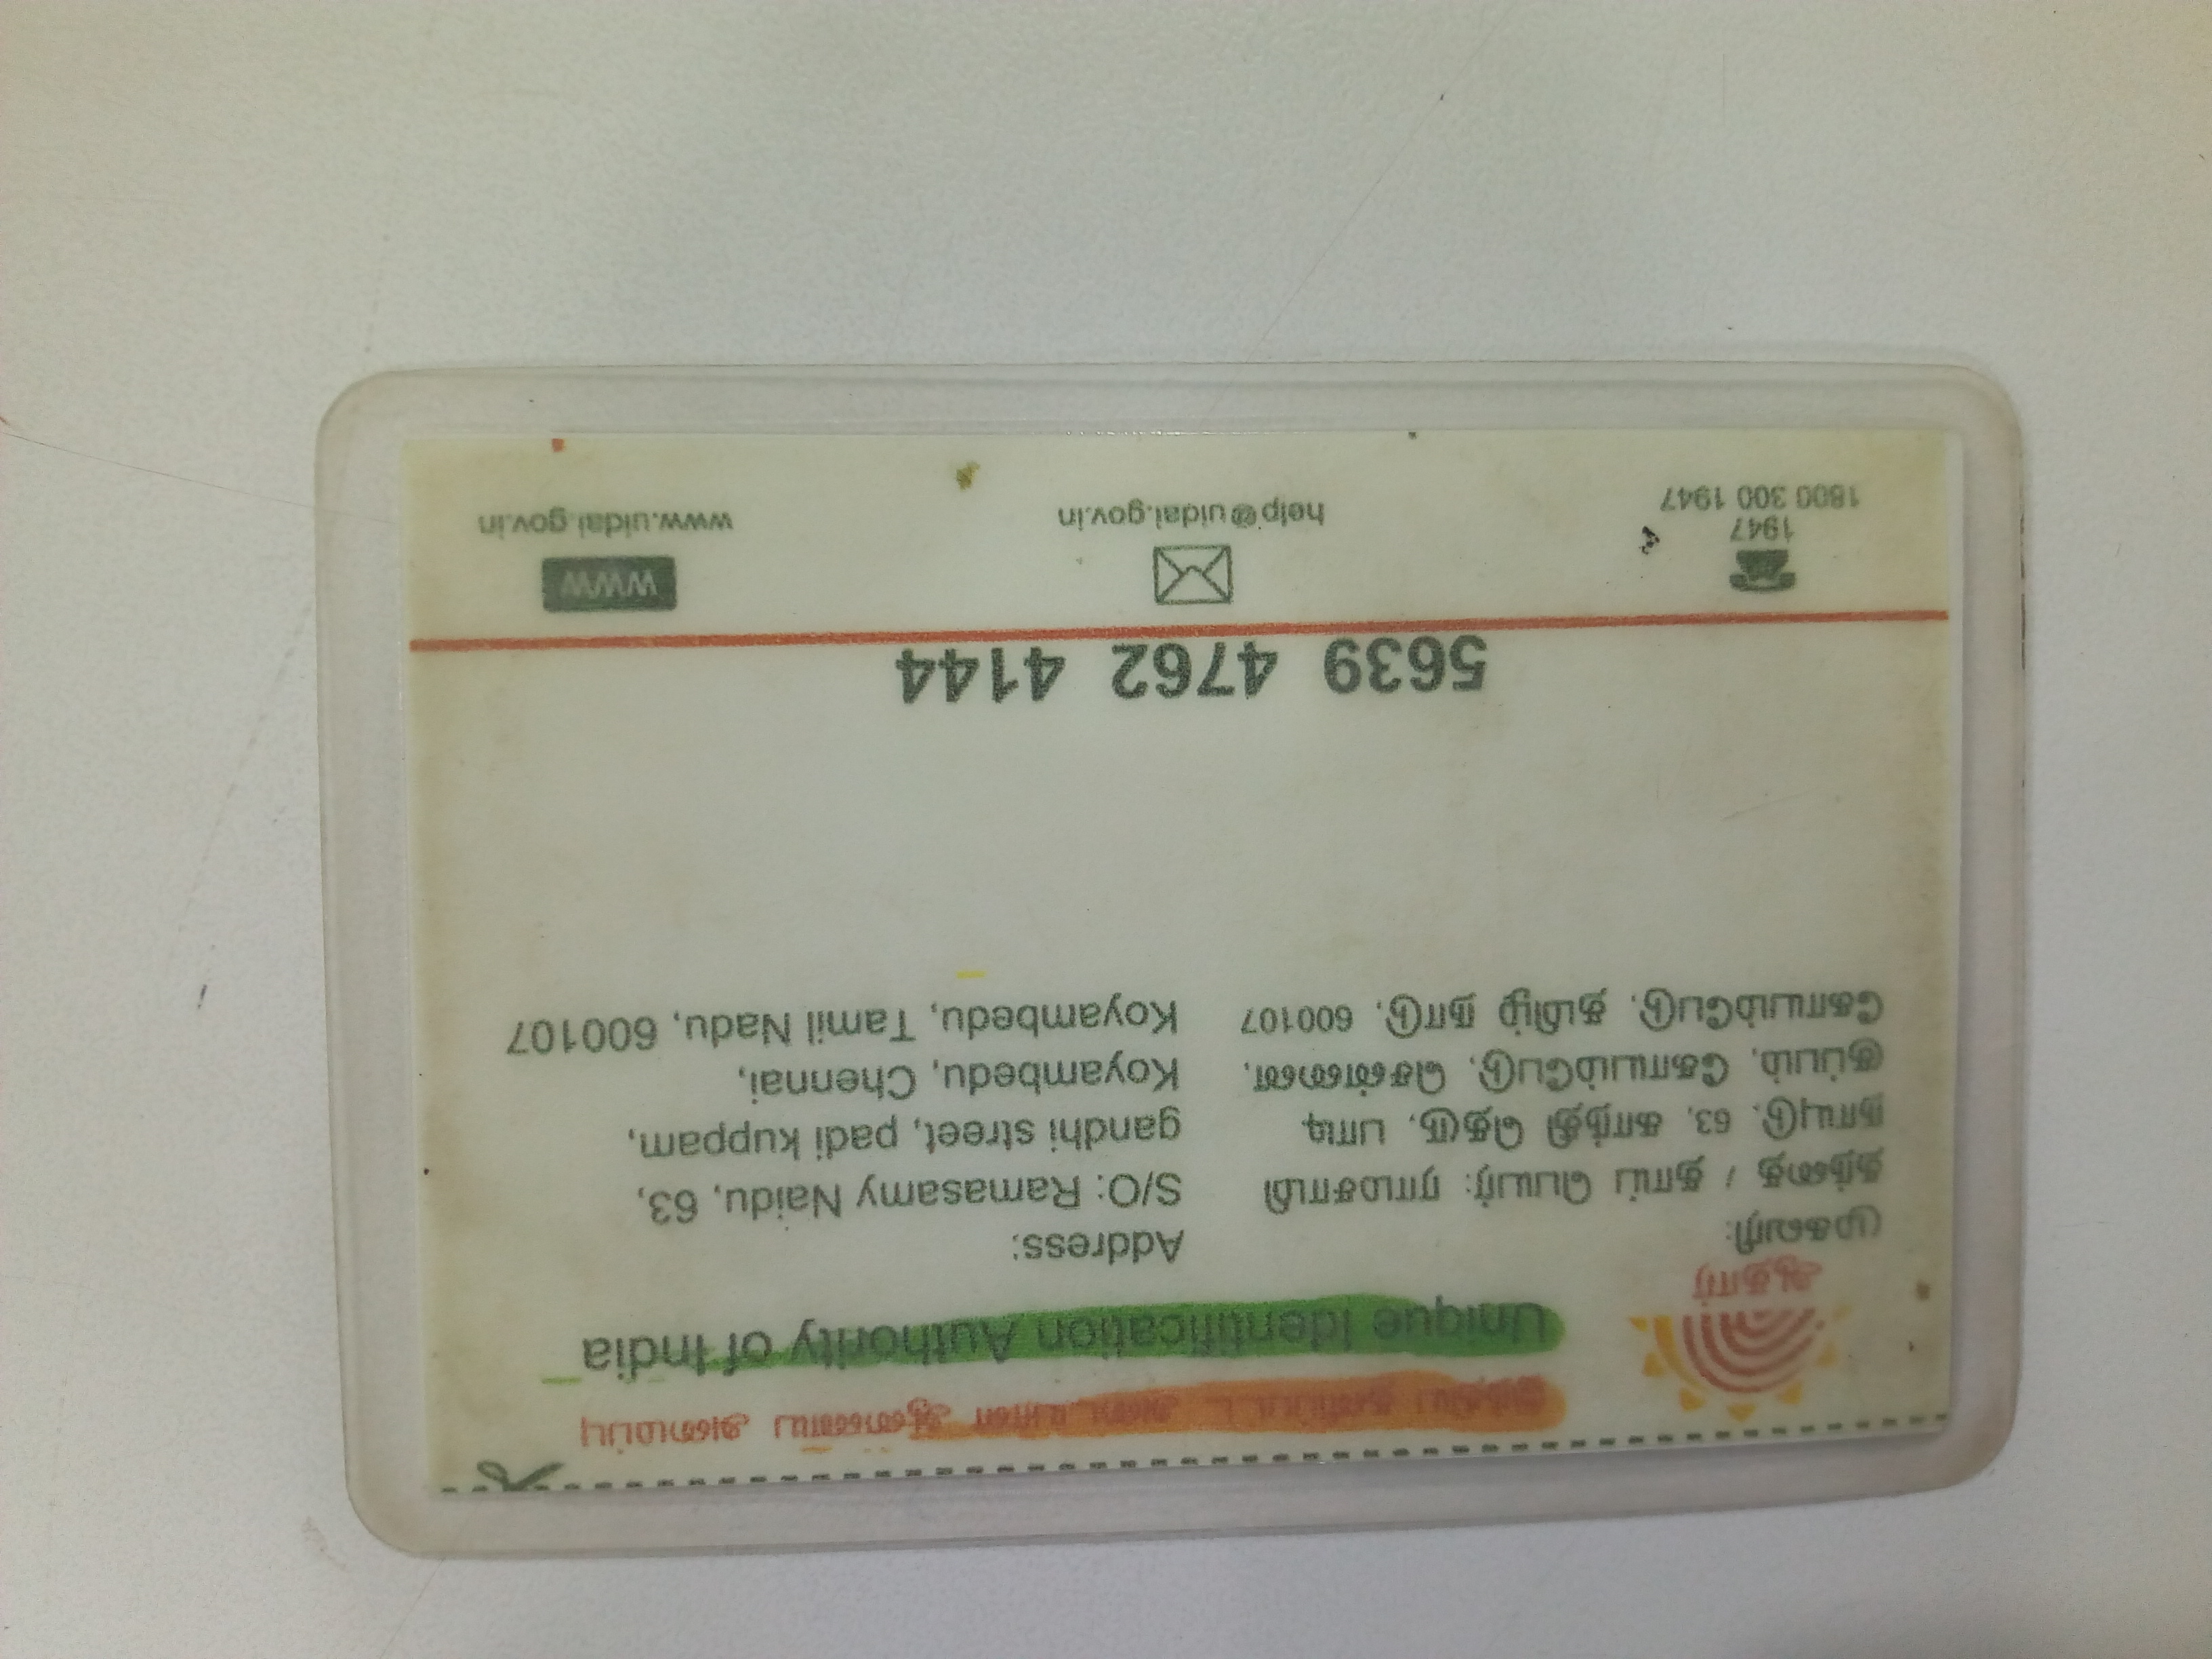 இந்திய தனிப்பட்ட அடையாள ஆணைய அமைப்பு
Unique Identification Authority of India
ஆதார்
முகவரி:
தந்தை / தாய் பெயர்: ராமசாமி
நாயுடு, 63, காந்தி தெரு, பாடி
குப்பம், கோயம்பேடு, சென்னை,
கோயம்பேடு, தமிழ் நாடு, 600107
Address:
S/O: Ramasamy Naidu, 63,
gandhi street, padi kuppam,
Koyambedu, Chennai,
Koyambedu, Tamil Nadu, 600107
5639 4762 4144
1947
1800 300 1947
help@uidai.gov.in
WWW
www.uidai.gov.in